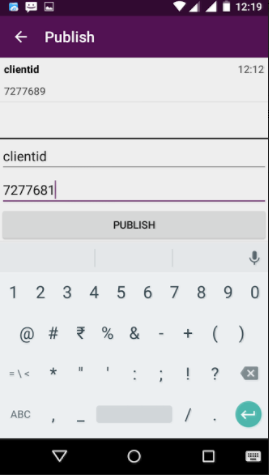 12:19
Publish
clientid 12:12
7277689
clientid
7277681
PUBLISH
1 2 3 4 5 6 7 8 9 0
@ # ₹ % & - + ( )
= \ < * " ' : ; ! ?
ABC , _ / .